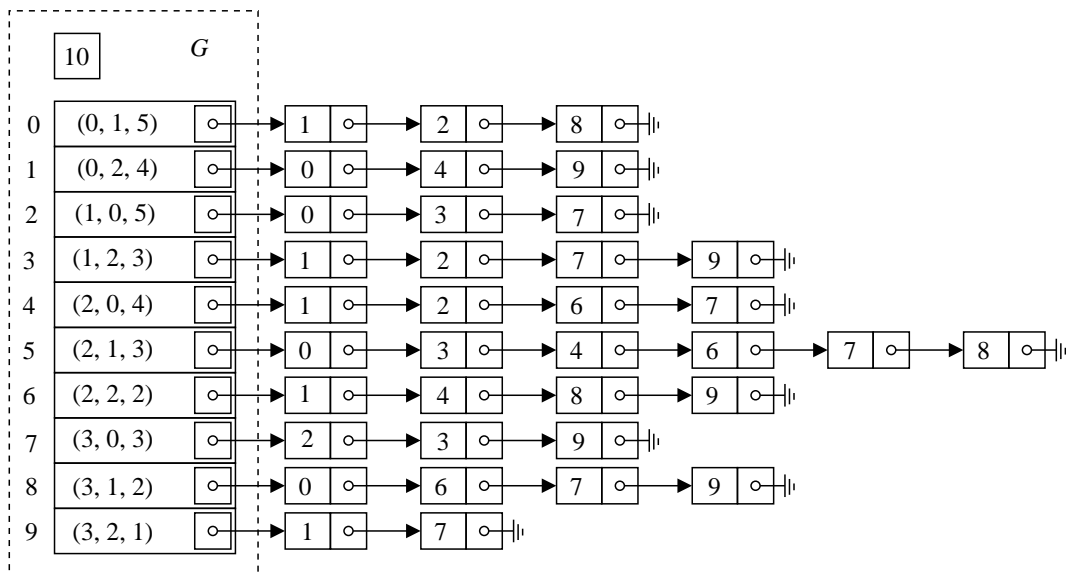 10 G
0 (0, 1, 5) 1 2 8
1 (0, 2, 4) 0 4 9
2 (1, 0, 5) 0 3 7
3 (1, 2, 3) 1 2 7 9
4 (2, 0, 4) 1 2 6 7
5 (2, 1, 3) 0 3 4 6 7 8
6 (2, 2, 2) 1 4 8 9
7 (3, 0, 3) 2 3 9
8 (3, 1, 2) 0 6 7 9
9 (3, 2, 1) 1 7